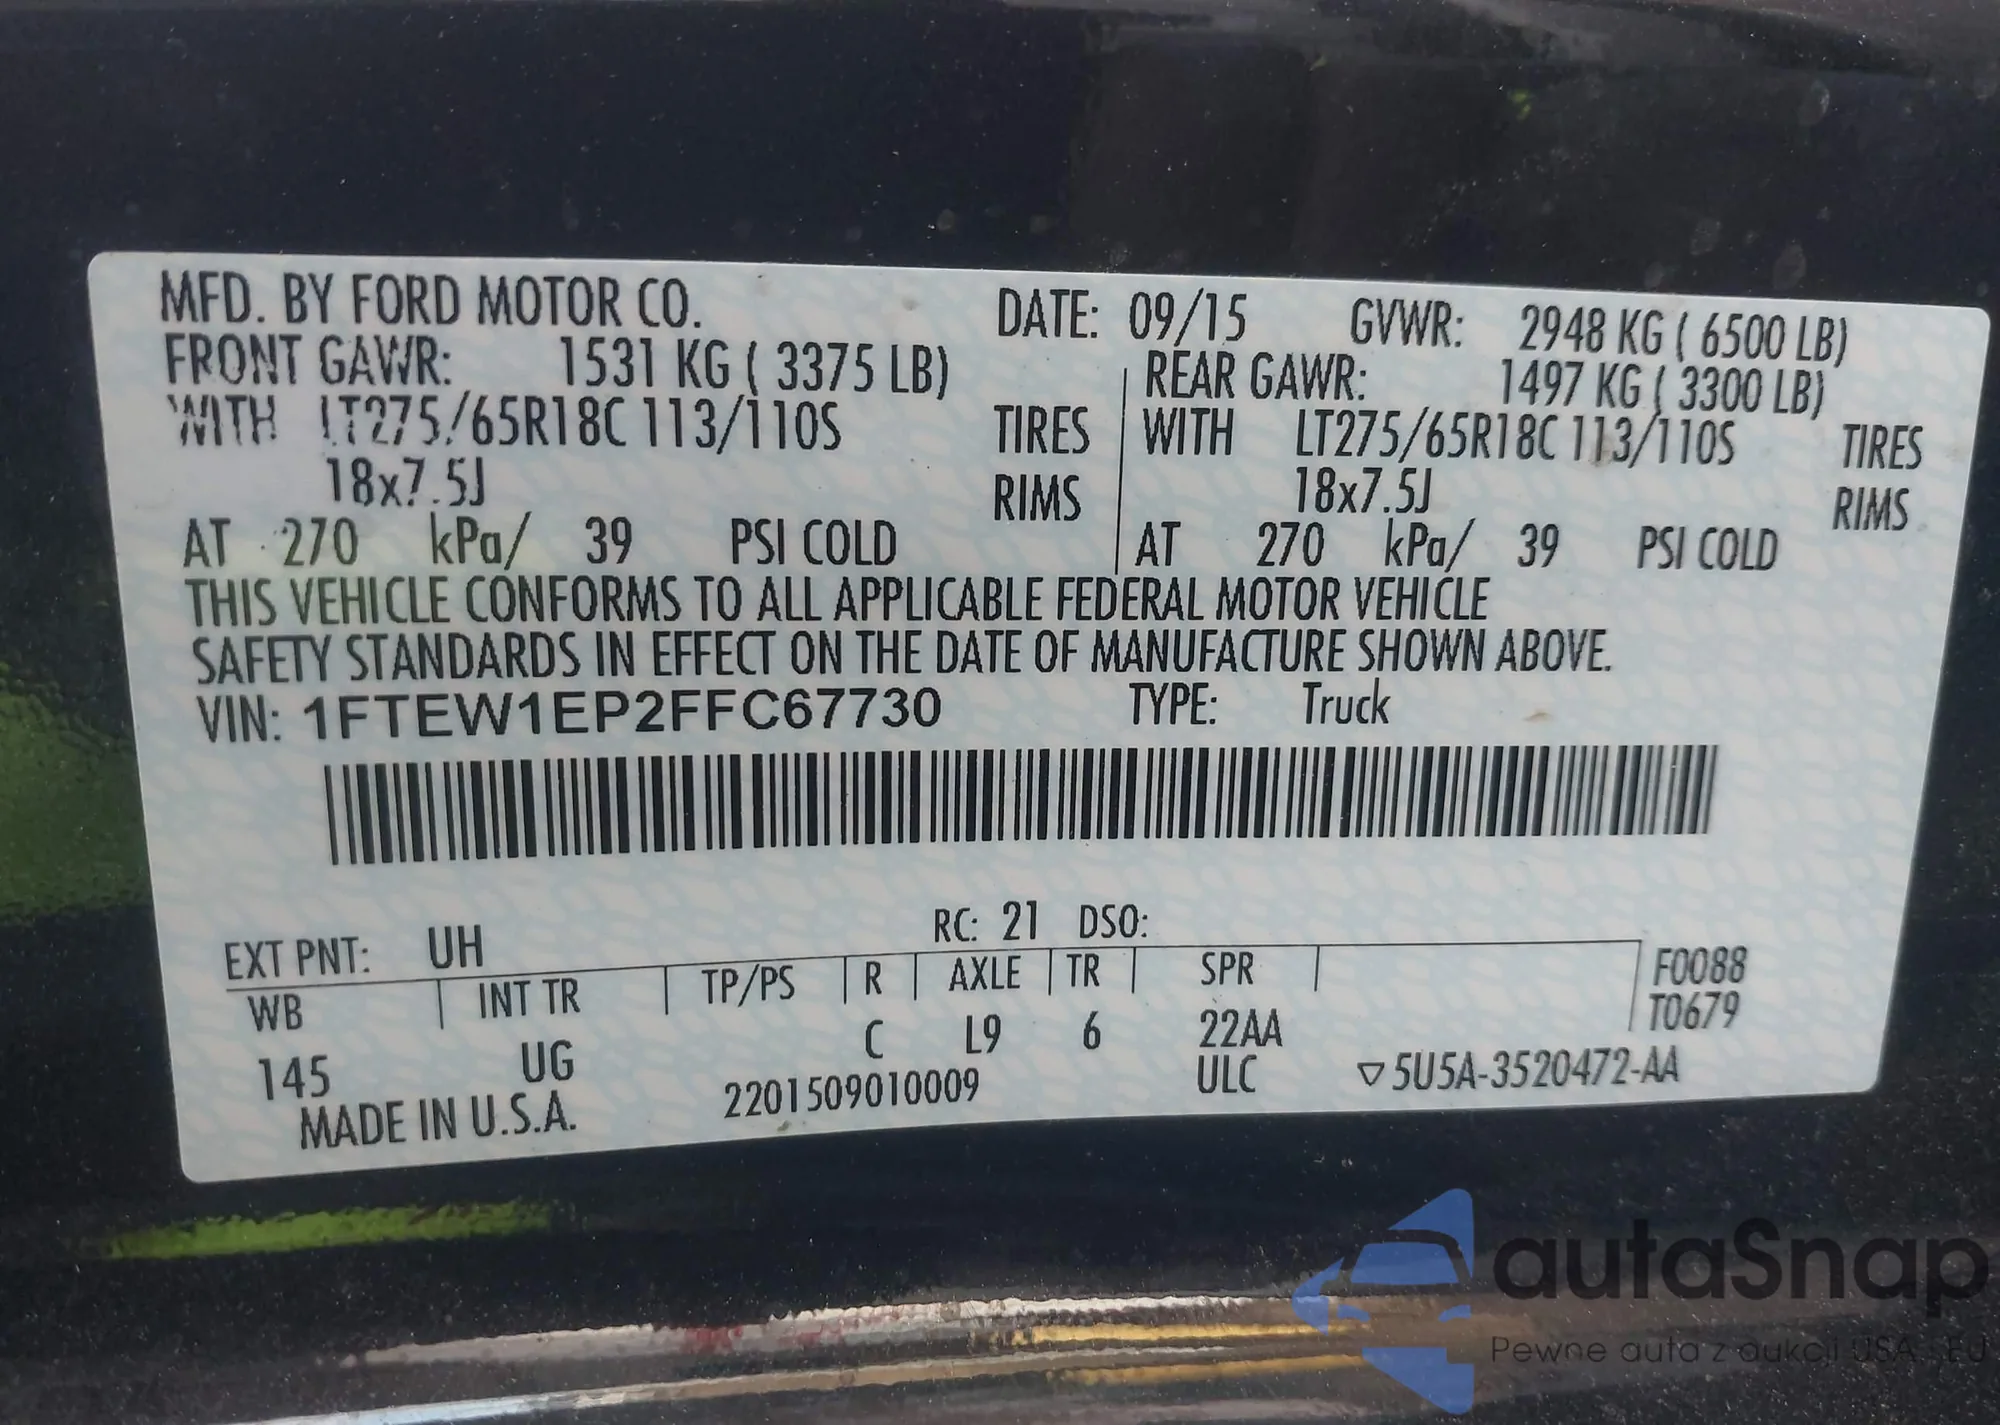 MFD. BY FORD MOTOR CO. DATE: 09/15 GVWR: 2948 KG ( 6500 LB)
FRONT GAWR: 1531 KG ( 3375 LB) REAR GAWR: 1497 KG ( 3300 LB)
WITH LT275/65R18C 113/110S TIRES WITH LT275/65R18C 113/110S TIRES
18x7.5J RIMS 18x7.5J RIMS
AT 270 kPa/ 39 PSI COLD AT 270 kPa/ 39 PSI COLD
THIS VEHICLE CONFORMS TO ALL APPLICABLE FEDERAL MOTOR VEHICLE
SAFETY STANDARDS IN EFFECT ON THE DATE OF MANUFACTURE SHOWN ABOVE.
VIN: 1FTEW1EP2FFC67730 TYPE: Truck
EXT PNT: UH RC: 21 DSO:
WB INT TR TP/PS R AXLE TR SPR F0088
T0679
145 UG C L9 6 22AA
MADE IN U.S.A. 2201509010009 ULC ▽5U5A-3520472-AA
autaSnap
Pewne auta z aukcji USA i EU